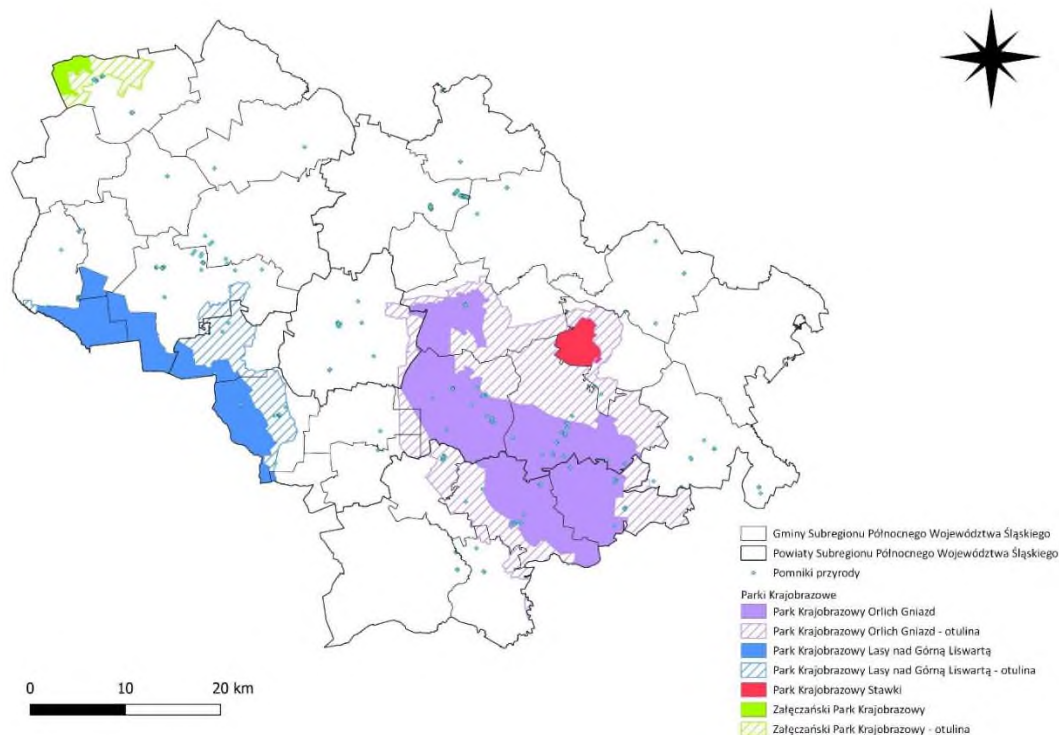 Gminy Subregionu Północnego Województwa Śląskiego
Powiaty Subregionu Północnego Województwa Śląskiego
Pomniki przyrody
Parki Krajobrazowe
Park Krajobrazowy Orlich Gniazd
Park Krajobrazowy Orlich Gniazd - otulina
Park Krajobrazowy Lasy nad Górną Liswartą
Park Krajobrazowy Lasy nad Górną Liswartą - otulina
Park Krajobrazowy Stawki
Załęczański Park Krajobrazowy
Załęczański Park Krajobrazowy - otulina
0 10 20 km